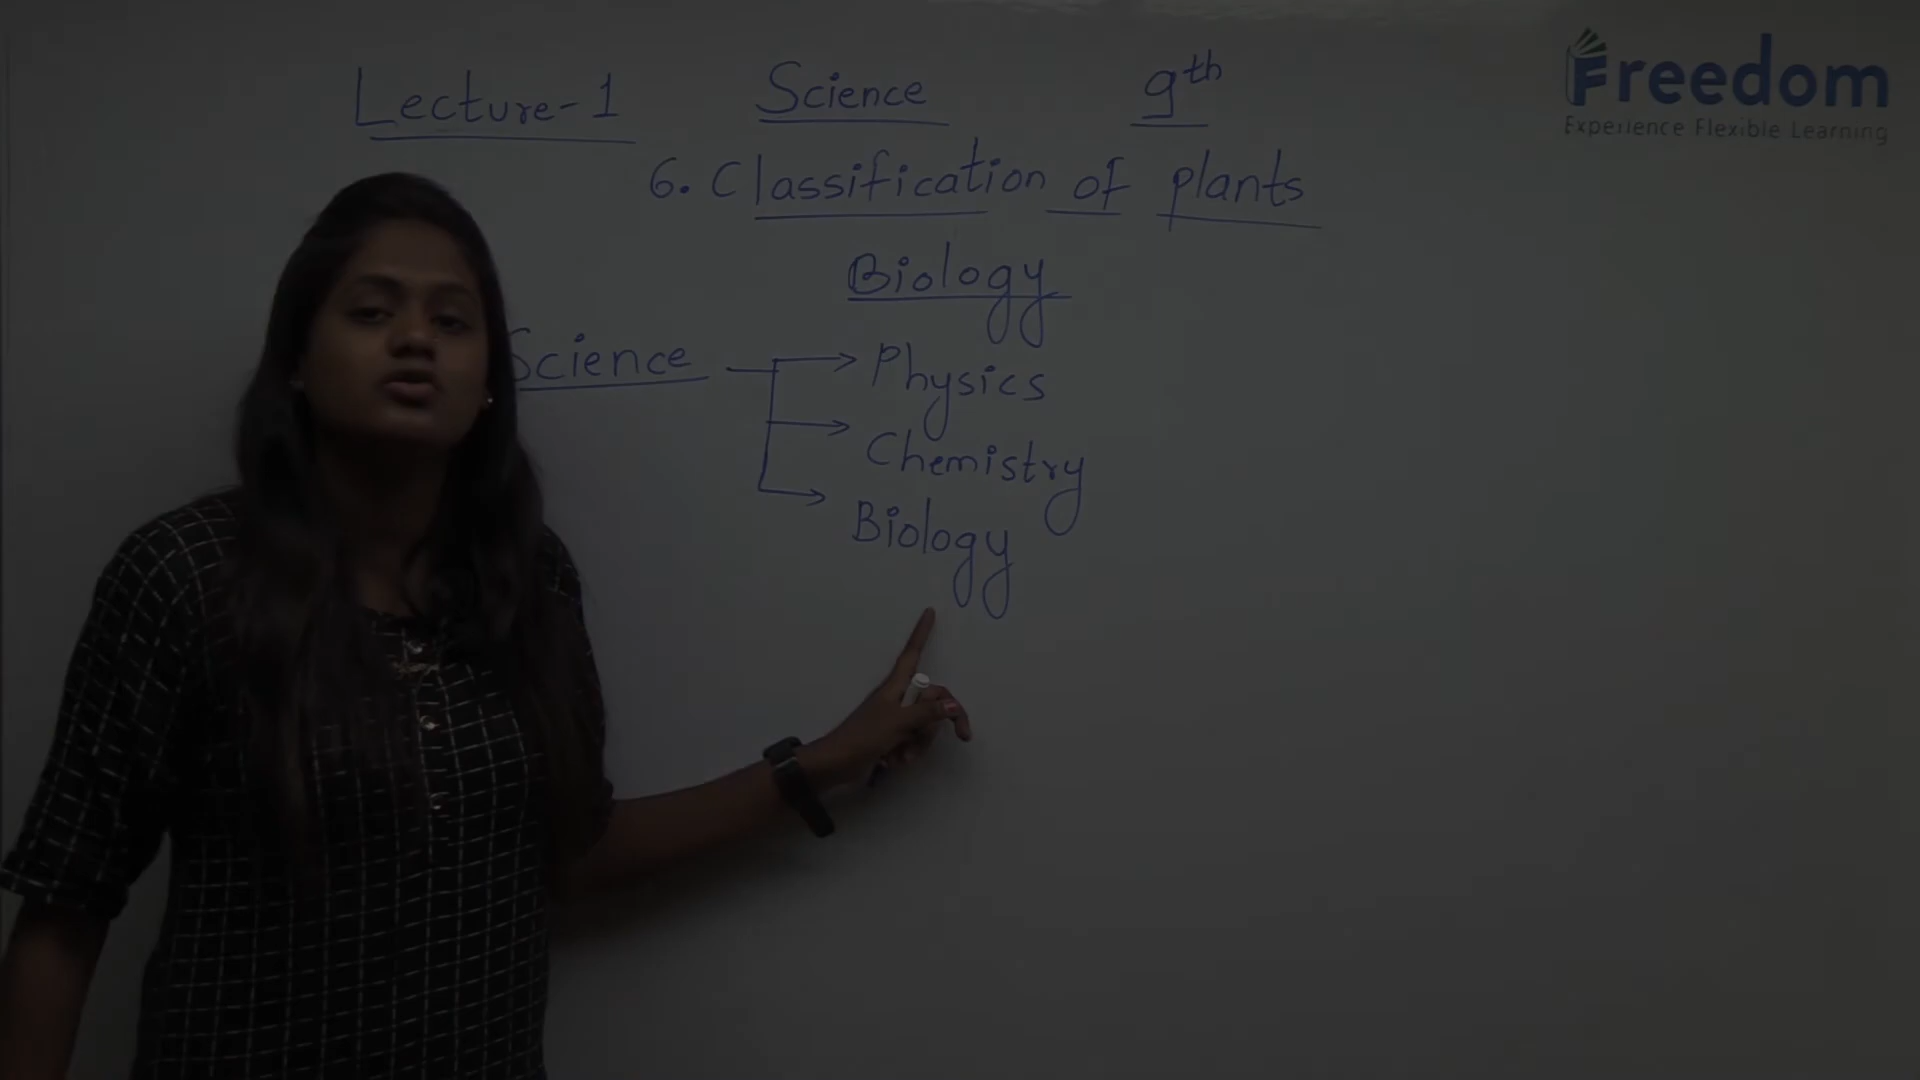 Lecture-1 Science 9th
Freedom
Experience Flexible Learning
6. Classification of plants
Biology
Science
Physics
Chemistry
Biology